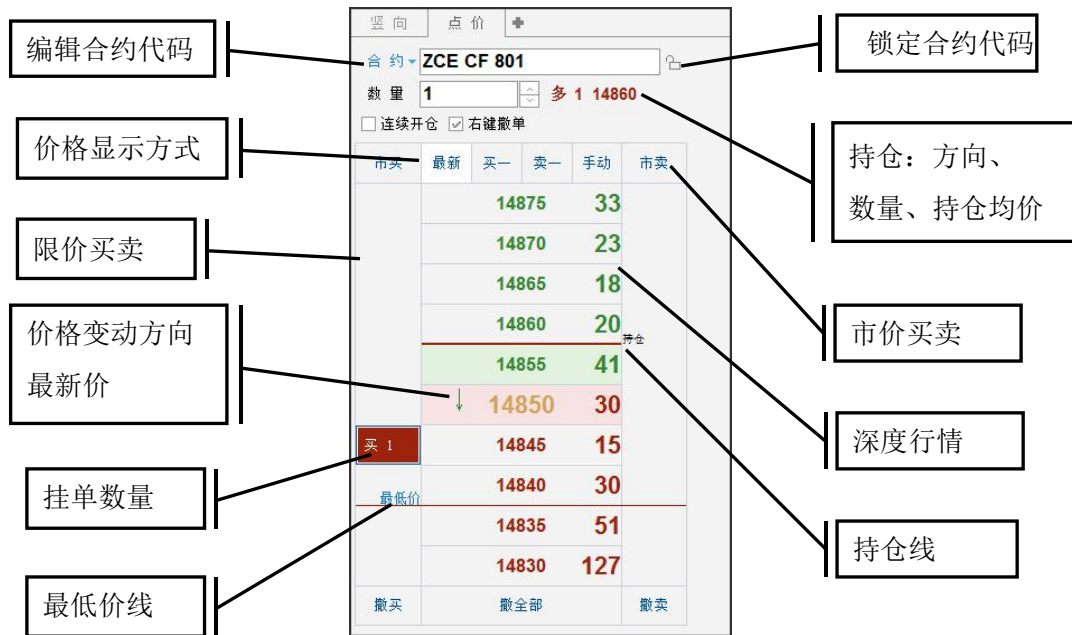 竖向 点价
编辑合约代码
锁定合约代码
合约 ZCE CF 801
数量 1 多 1 14860
连续开仓 右键撤单
价格显示方式
持仓：方向、
数量、持仓均价
市买 最新 买一 卖一 手动 市卖
14875 33
限价买卖
14870 23
14865 18
价格变动方向
最新价
14860 20
持仓
市价买卖
14855 41
14850 30
买 1 14845 15
深度行情
挂单数量
最低价 14840 30
14835 51
持仓线
14830 127
最低价线
撤买 撤全部 撤卖